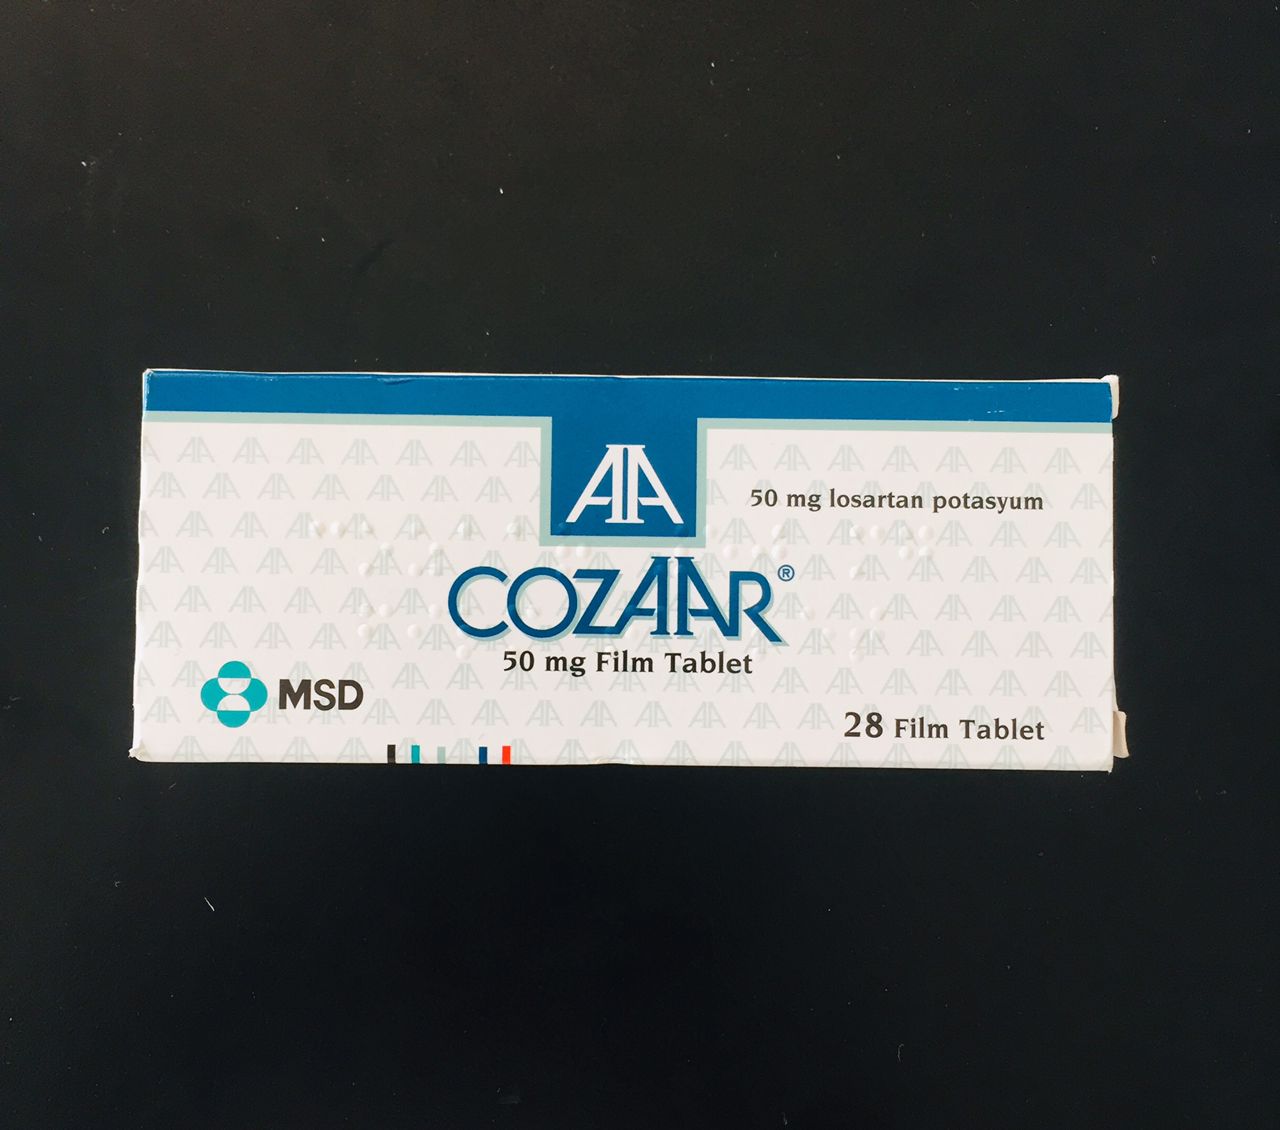 50 mg losartan potasyum
COZAAR®
50 mg Film Tablet
MSD
28 Film Tablet